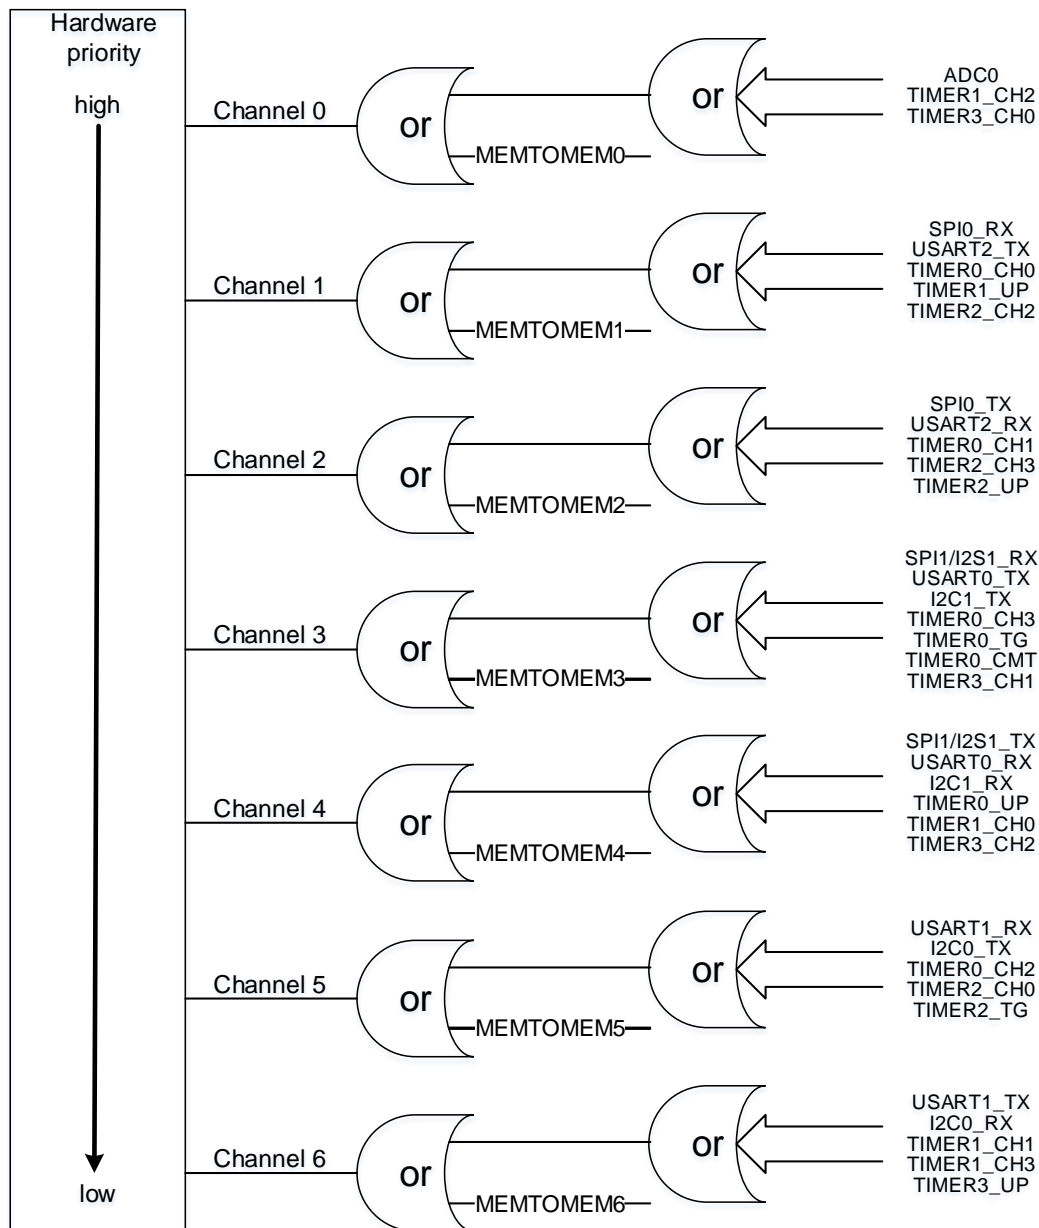 Hardware
priority
high
low
Channel 0
or
MEMTOMEM0
or
ADC0
TIMER1_CH2
TIMER3_CH0
Channel 1
or
MEMTOMEM1
or
SPI0_RX
USART2_TX
TIMER0_CH0
TIMER1_UP
TIMER2_CH2
Channel 2
or
MEMTOMEM2
or
SPI0_TX
USART2_RX
TIMER0_CH1
TIMER2_CH3
TIMER2_UP
Channel 3
or
MEMTOMEM3
or
SPI1/I2S1_RX
USART0_TX
I2C1_TX
TIMER0_CH3
TIMER0_TG
TIMER0_CMT
TIMER3_CH1
Channel 4
or
MEMTOMEM4
or
SPI1/I2S1_TX
USART0_RX
I2C1_RX
TIMER0_UP
TIMER1_CH0
TIMER3_CH2
Channel 5
or
MEMTOMEM5
or
USART1_RX
I2C0_TX
TIMER0_CH2
TIMER2_CH0
TIMER2_TG
Channel 6
or
MEMTOMEM6
or
USART1_TX
I2C0_RX
TIMER1_CH1
TIMER1_CH3
TIMER3_UP